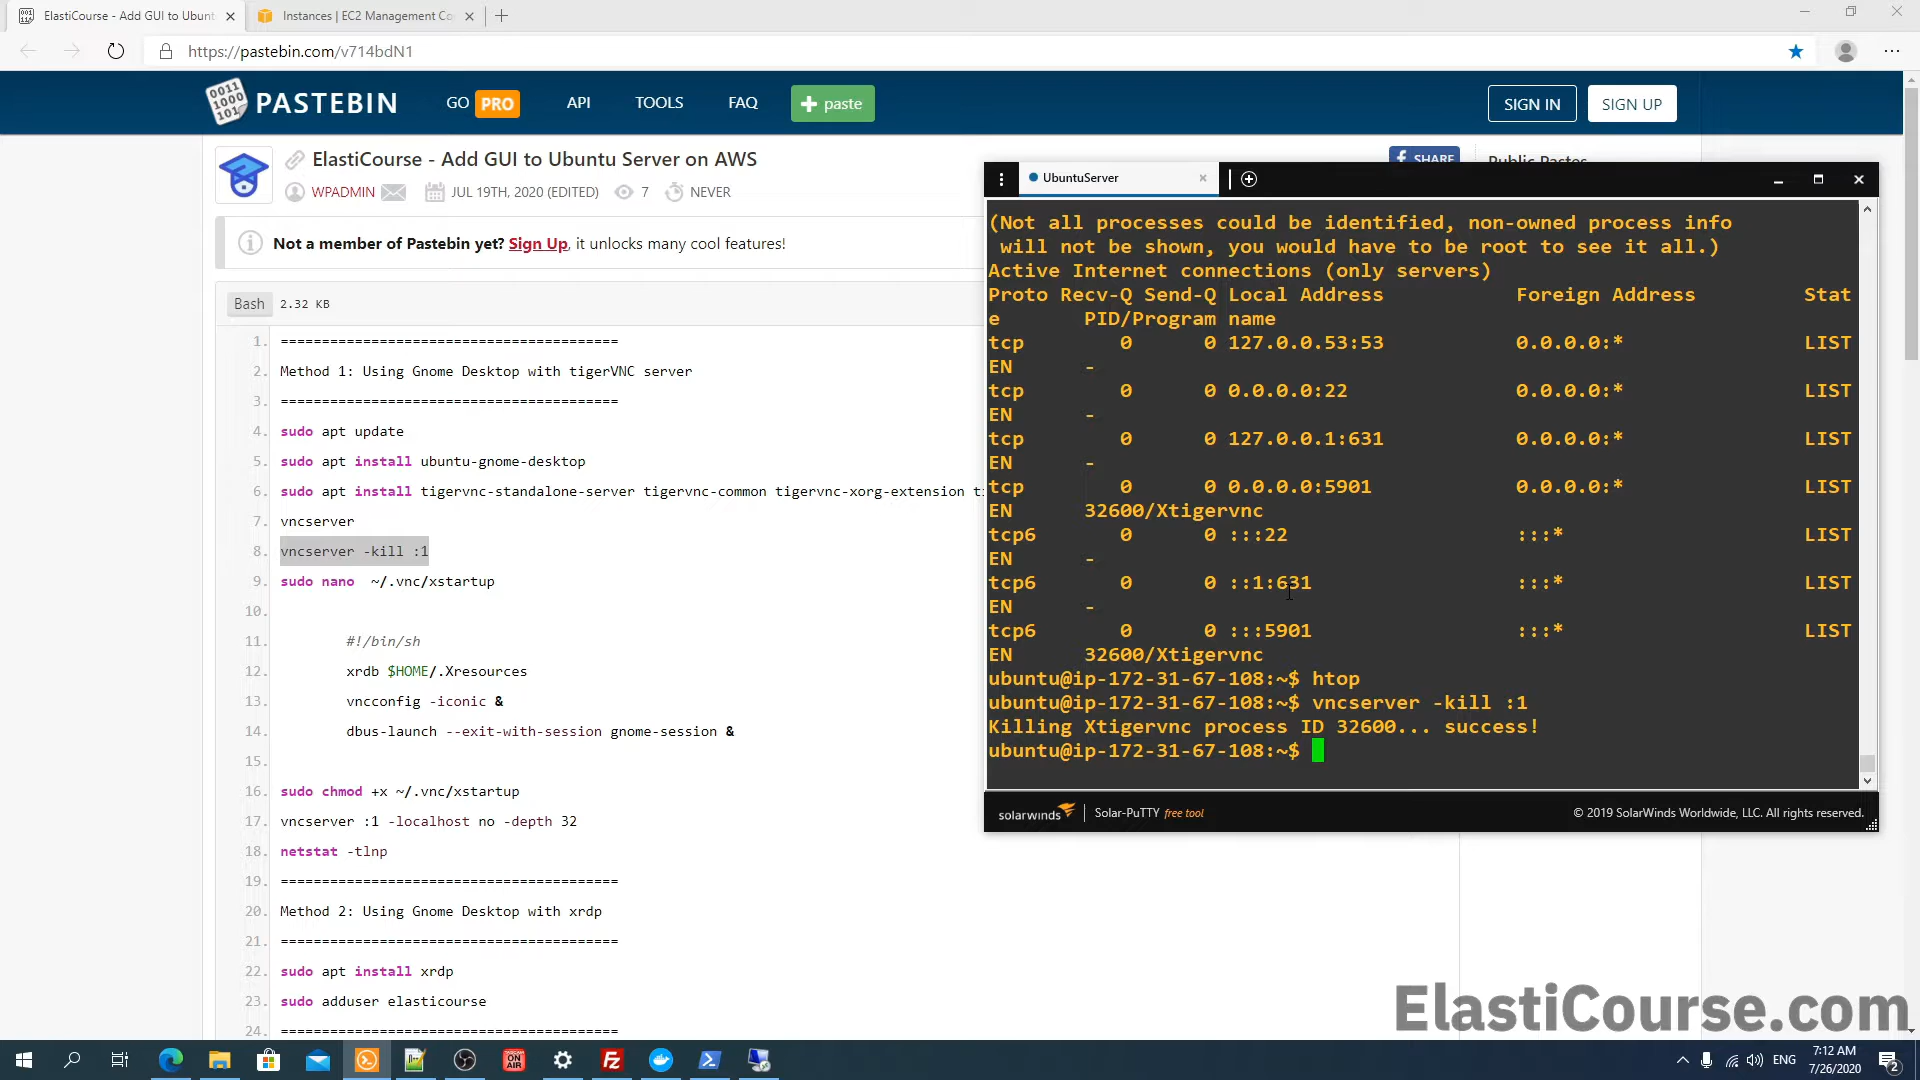 ElastiCourse - Add GUI to Ubunt
Instances | EC2 Management Co
https://pastebin.com/v714bdN1
0011
1000
101
PASTEBIN
GO PRO
API
TOOLS
FAQ
+ paste
SIGN IN
SIGN UP
ElastiCourse - Add GUI to Ubuntu Server on AWS
SHARE
Public Pastes
WPADMIN
JUL 19TH, 2020 (EDITED)
7
NEVER
Not a member of Pastebin yet? Sign Up, it unlocks many cool features!
Bash 2.32 KB
1. =========================================
2. Method 1: Using Gnome Desktop with tigerVNC server
3. =========================================
4. sudo apt update
5. sudo apt install ubuntu-gnome-desktop
6. sudo apt install tigervnc-standalone-server tigervnc-common tigervnc-xorg-extension ti
7. vncserver
8. vncserver -kill :1
9. sudo nano  ~/.vnc/xstartup
10.
11. #!/bin/sh
12. xrdb $HOME/.Xresources
13. vncconfig -iconic &
14. dbus-launch --exit-with-session gnome-session &
15.
16. sudo chmod +x ~/.vnc/xstartup
17. vncserver :1 -localhost no -depth 32
18. netstat -tlnp
19. =========================================
20. Method 2: Using Gnome Desktop with xrdp
21. =========================================
22. sudo apt install xrdp
23. sudo adduser elasticourse
24. =========================================
UbuntuServer
(Not all processes could be identified, non-owned process info
will not be shown, you would have to be root to see it all.)
Active Internet connections (only servers)
Proto Recv-Q Send-Q Local Address           Foreign Address         Stat
e       PID/Program name
tcp        0      0 127.0.0.53:53           0.0.0.0:*               LIST
EN      -
tcp        0      0 0.0.0.0:22              0.0.0.0:*               LIST
EN      -
tcp        0      0 127.0.0.1:631           0.0.0.0:*               LIST
EN      -
tcp        0      0 0.0.0.0:5901            0.0.0.0:*               LIST
EN      32600/Xtigervnc
tcp6       0      0 :::22                   :::*                    LIST
EN      -
tcp6       0      0 ::1:631                 :::*                    LIST
EN      -
tcp6       0      0 :::5901                 :::*                    LIST
EN      32600/Xtigervnc
ubuntu@ip-172-31-67-108:~$ htop
ubuntu@ip-172-31-67-108:~$ vncserver -kill :1
Killing Xtigervnc process ID 32600... success!
ubuntu@ip-172-31-67-108:~$
solarwinds | Solar-PuTTY free tool
© 2019 SolarWinds Worldwide, LLC. All rights reserved.
ElastiCourse.com
ON AIR
Fz
ENG
7:12 AM
7/26/2020
2